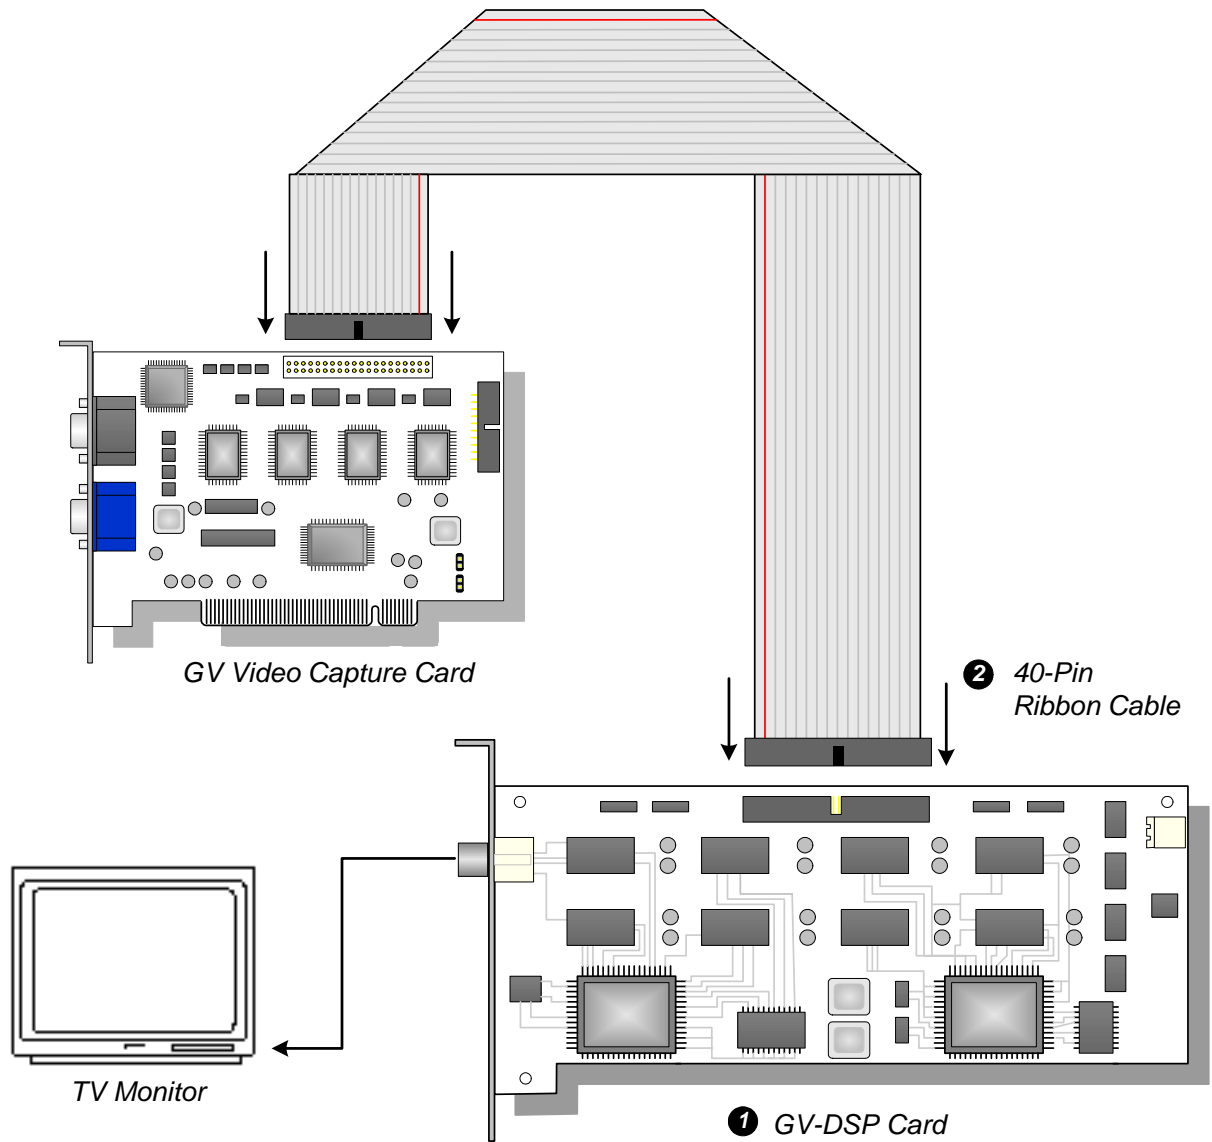 GV Video Capture Card
2 40-Pin
Ribbon Cable
TV Monitor
1 GV-DSP Card